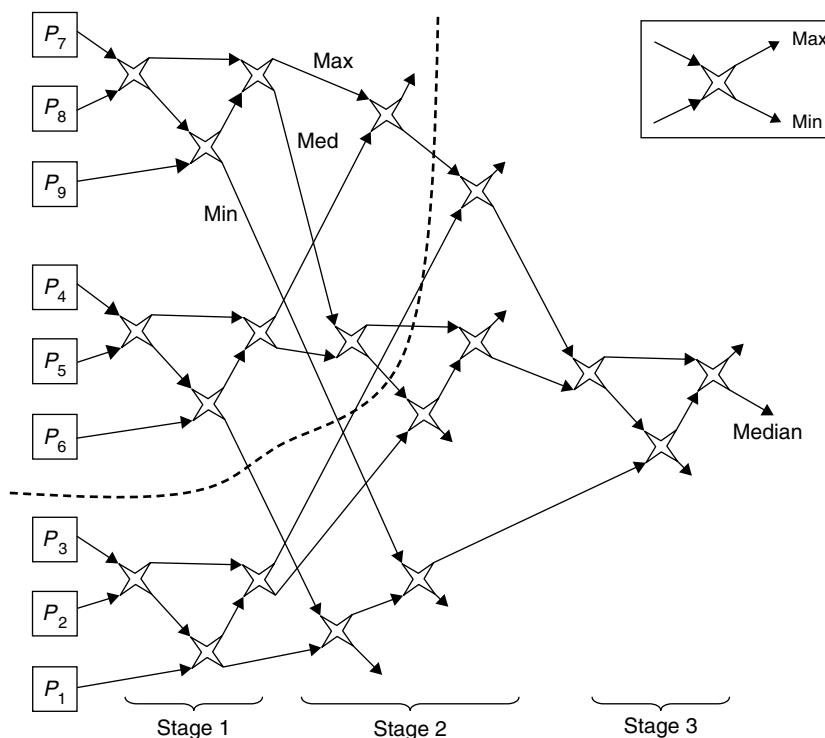 P7
Max
Max
P8
Min
Med
P9
Min
P4
P5
P6
Median
P3
P2
P1
Stage 1
Stage 2
Stage 3